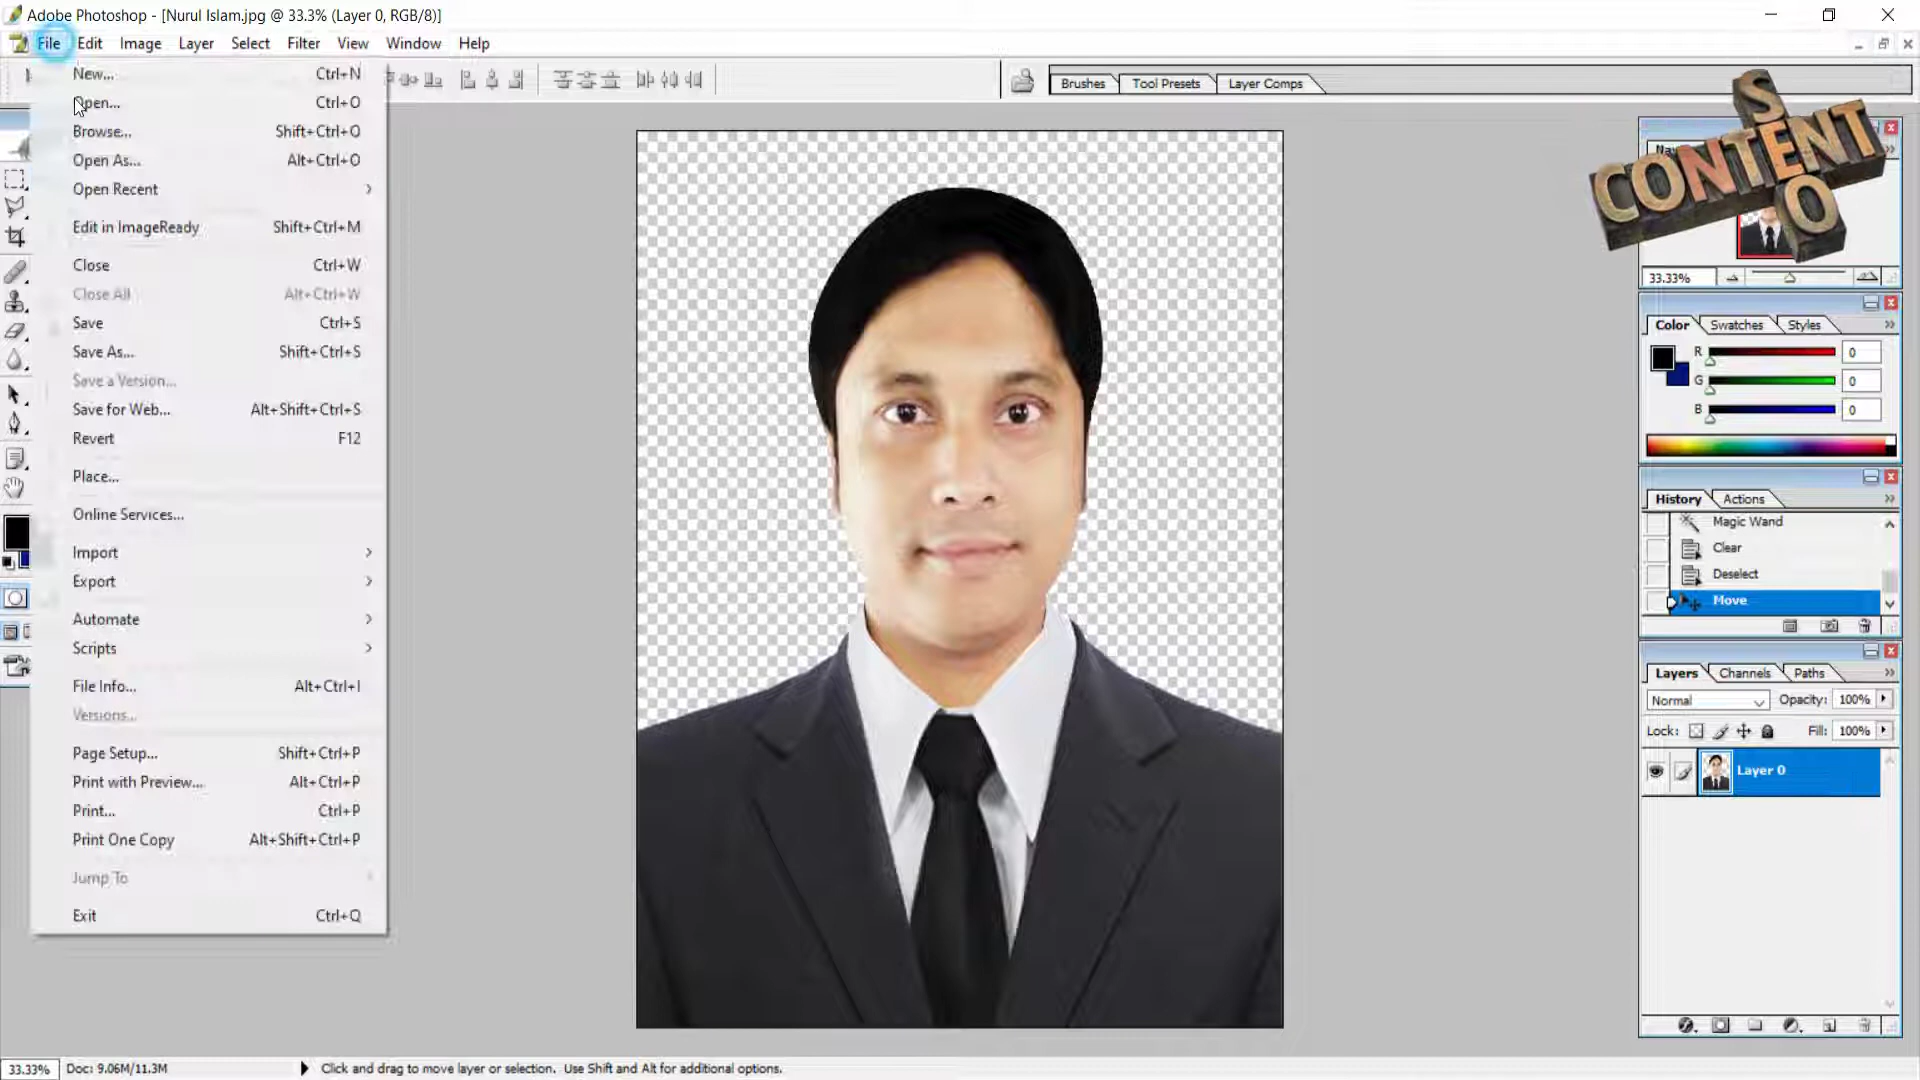 Adobe Photoshop - [Nurul Islam.jpg @ 33.3% (Layer 0, RGB/8)]
File Edit Image Layer Select Filter View Window Help
Brushes Tool Presets Layer Comps
New... Ctrl+N
Open... Ctrl+O
Browse... Shift+Ctrl+O
Open As... Alt+Ctrl+O
Open Recent
Edit in ImageReady Shift+Ctrl+M
Close Ctrl+W
Close All Alt+Ctrl+W
Save Ctrl+S
Save As... Shift+Ctrl+S
Save a Version...
Save for Web... Alt+Shift+Ctrl+S
Revert F12
Place...
Online Services...
Import
Export
Automate
Scripts
File Info... Alt+Ctrl+I
Versions...
Page Setup... Shift+Ctrl+P
Print with Preview... Alt+Ctrl+P
Print... Ctrl+P
Print One Copy Alt+Shift+Ctrl+P
Jump To
Exit Ctrl+Q
CONTENT
SEO
33.33%
Color Swatches Styles
R 0
G 0
B 0
History Actions
Magic Wand
Clear
Deselect
Move
Layers Channels Paths
Normal Opacity: 100%
Lock: Fill: 100%
Layer 0
33.33% Doc: 9.06M/11.3M Click and drag to move layer or selection. Use Shift and Alt for additional options.